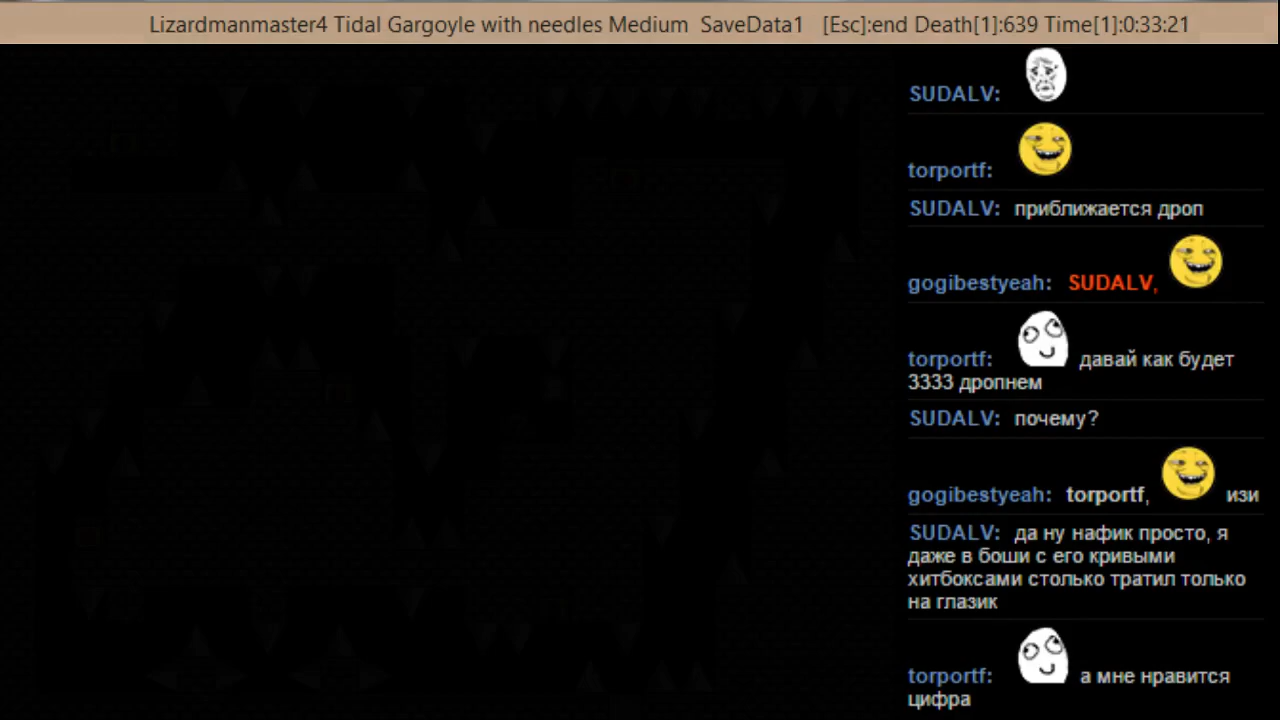 Lizardmanmaster4 Tidal Gargoyle with needles Medium  SaveData1   [Esc]:end Death[1]:639 Time[1]:0:33:21
SUDALV:
torportf:
SUDALV: приближается дроп
gogibestyeah: SUDALV,
torportf: давай как будет
3333 дропнем
SUDALV: почему?
gogibestyeah: torportf, изи
SUDALV: да ну нафик просто, я
даже в боши с его кривыми
хитбоксами столько тратил только
на глазик
torportf: а мне нравится
цифра